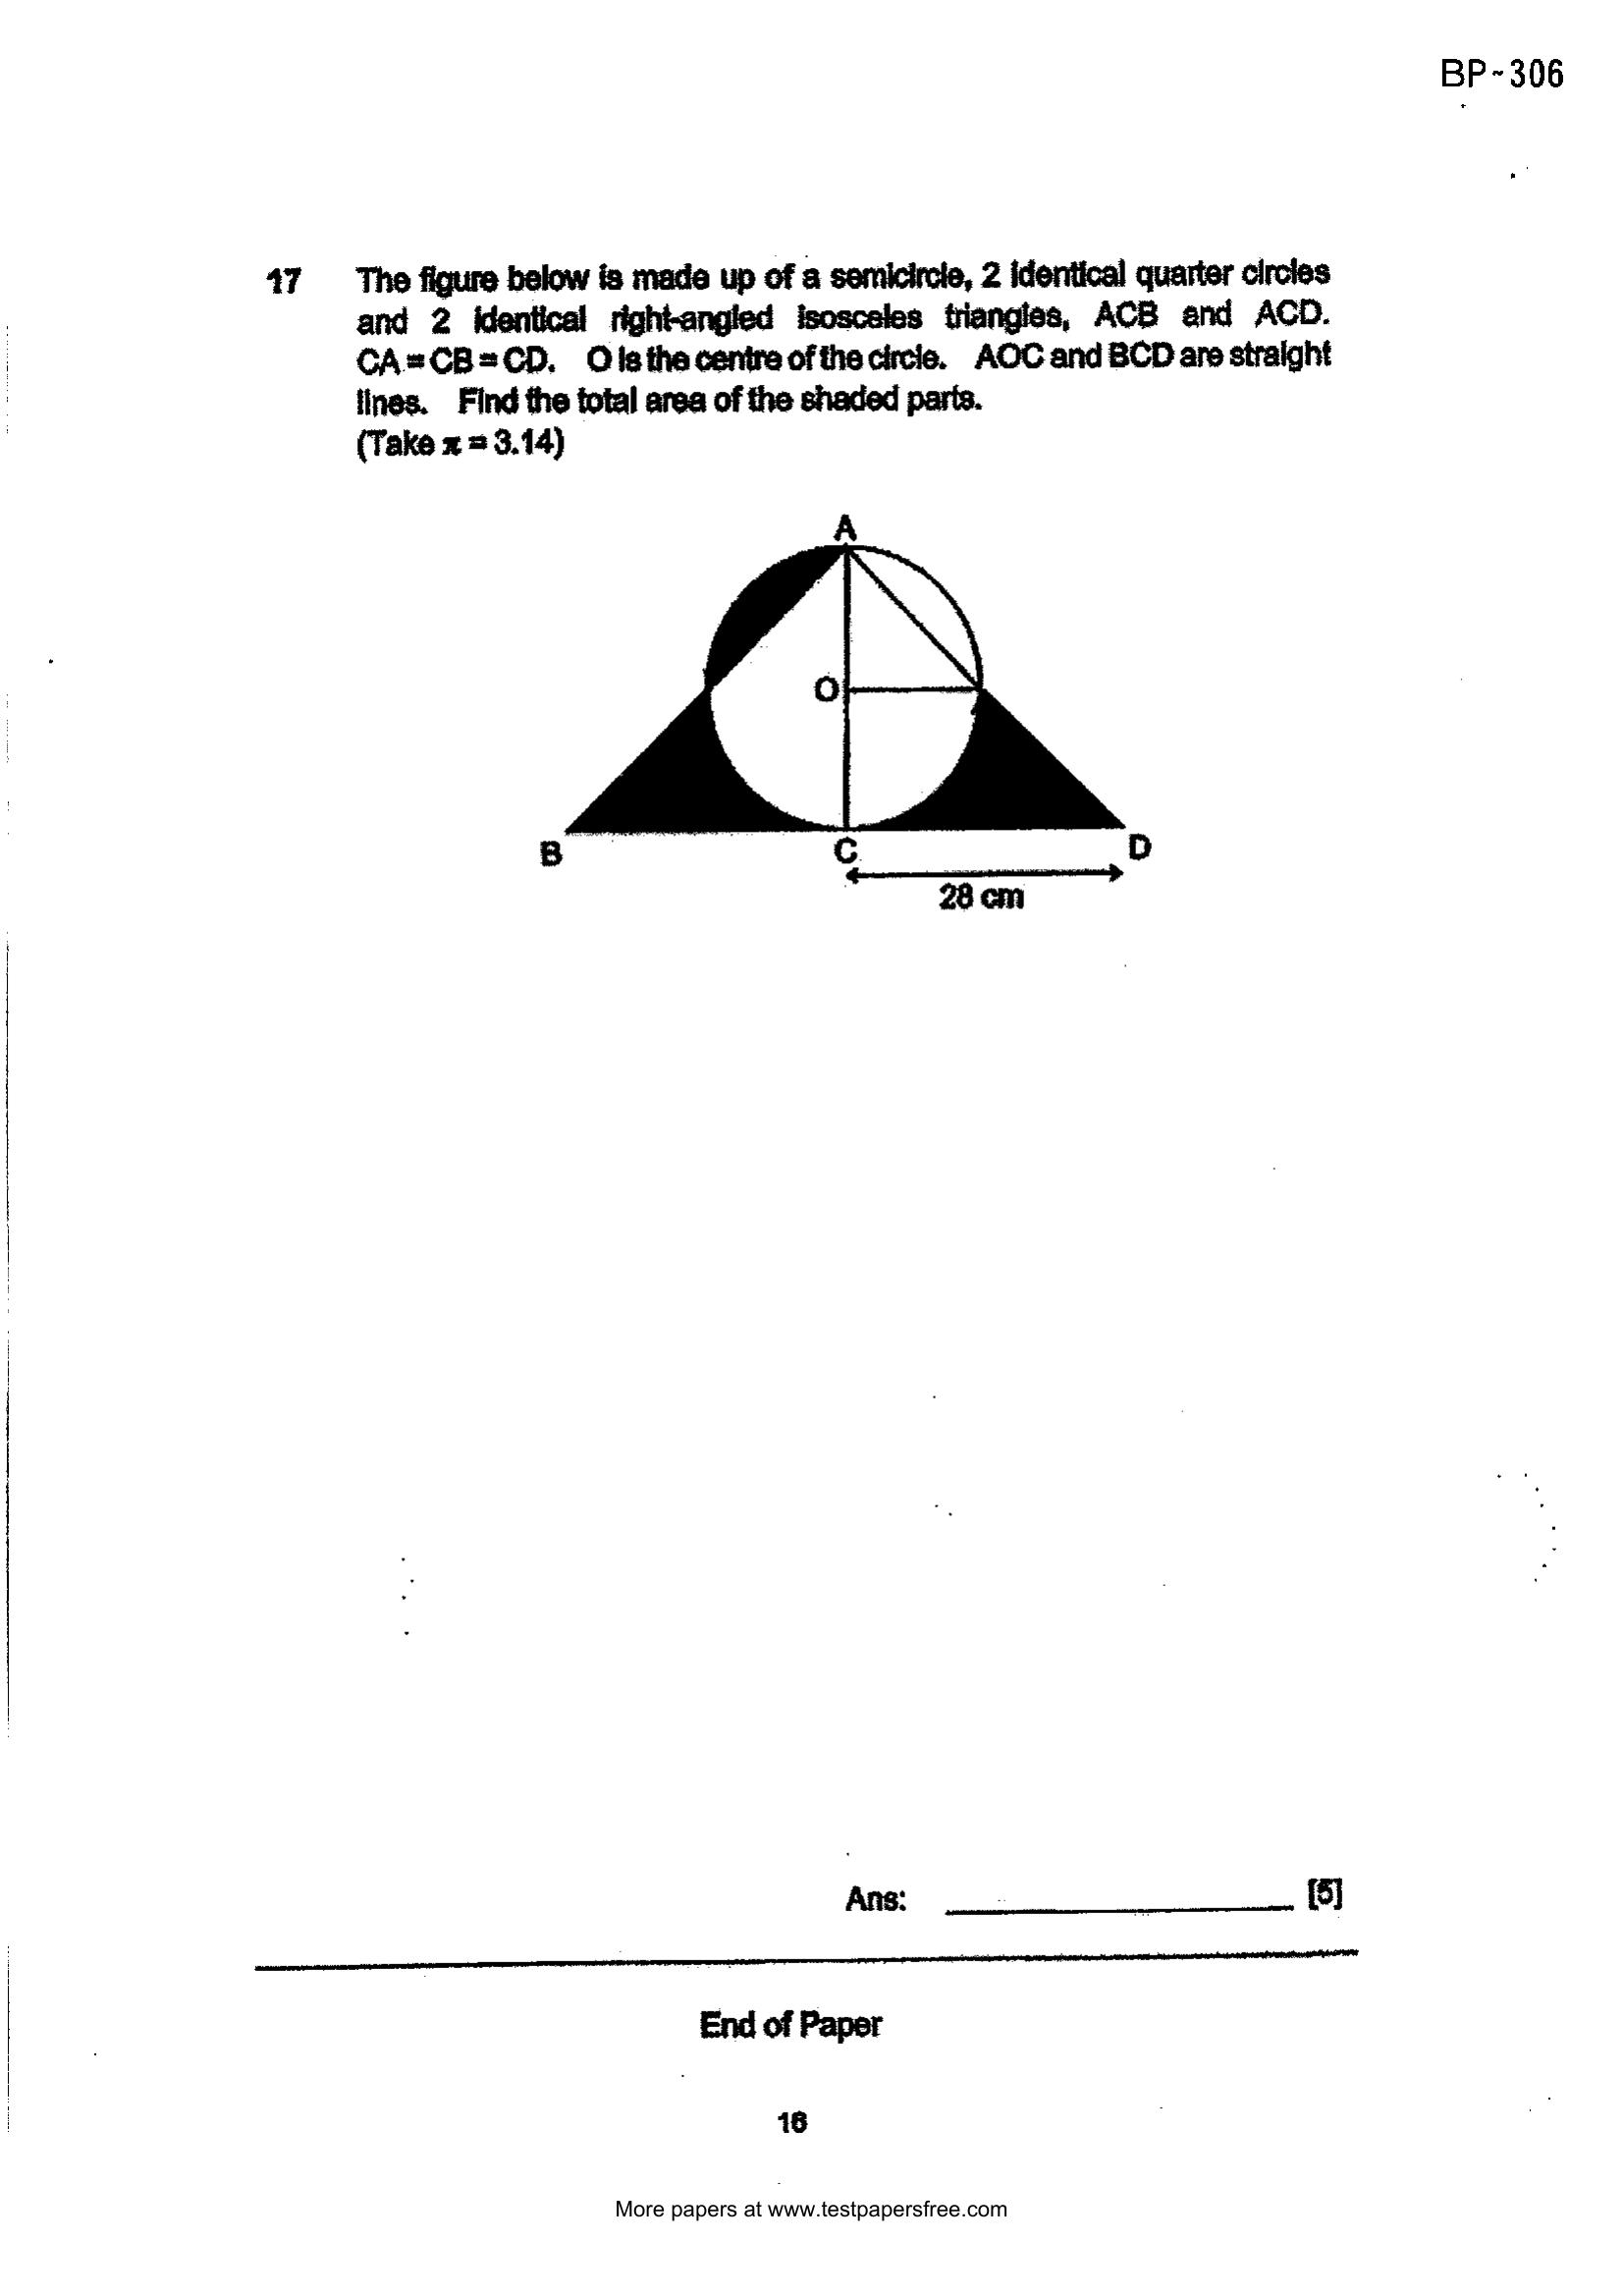 BP-306
17 The figure below is made up of a semicircle, 2 identical quarter circles
and 2 identical right-angled isosceles triangles, ACB and ACD.
CA = CB = CD. O is the centre of the circle. AOC and BCD are straight
lines. Find the total area of the shaded parts.
(Take π = 3.14)
A
O
B
C
D
28 cm
Ans: ____________________ [5]
End of Paper
16
More papers at www.testpapersfree.com